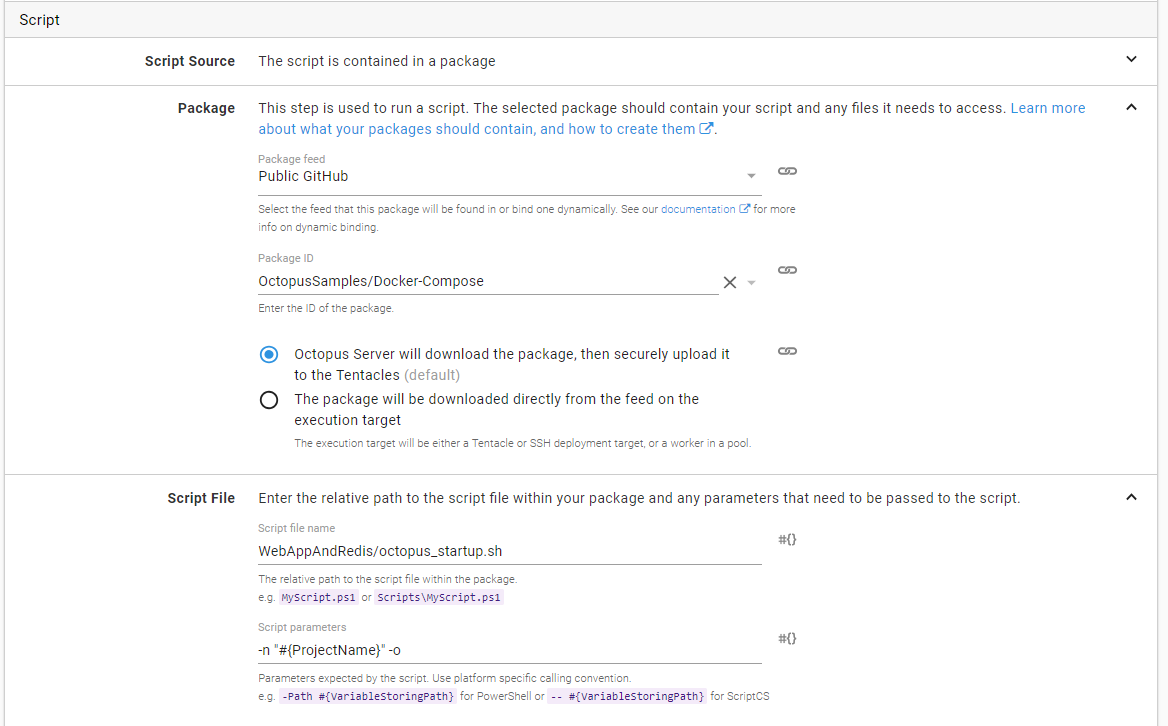 Script
Script Source The script is contained in a package
Package This step is used to run a script. The selected package should contain your script and any files it needs to access. Learn more
about what your packages should contain, and how to create them.
Package feed
Public GitHub
Select the feed that this package will be found in or bind one dynamically. See our documentation for more
info on dynamic binding.
Package ID
OctopusSamples/Docker-Compose
Enter the ID of the package.
Octopus Server will download the package, then securely upload it
to the Tentacles (default)
The package will be downloaded directly from the feed on the
execution target
The execution target will be either a Tentacle or SSH deployment target, or a worker in a pool.
Script File Enter the relative path to the script file within your package and any parameters that need to be passed to the script.
Script file name
WebAppAndRedis/octopus_startup.sh #{}
The relative path to the script file within the package.
e.g. MyScript.ps1 or Scripts\MyScript.ps1
Script parameters
-n "#{ProjectName}" -o #{}
Parameters expected by the script. Use platform specific calling convention.
e.g. -Path #{VariableStoringPath} for PowerShell or -- #{VariableStoringPath} for ScriptCS